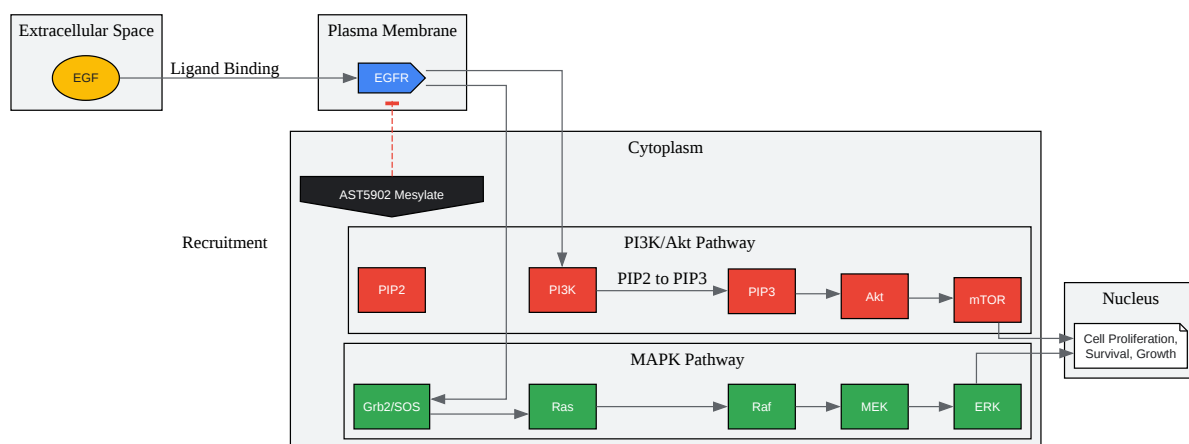 Extracellular Space
EGF
Ligand Binding
Plasma Membrane
EGFR
Cytoplasm
AST5902 Mesylate
Recruitment
PI3K/Akt Pathway
PIP2
PI3K
PIP2 to PIP3
PIP3
Akt
mTOR
MAPK Pathway
Grb2/SOS
Ras
Raf
MEK
ERK
Nucleus
Cell Proliferation,
Survival, Growth